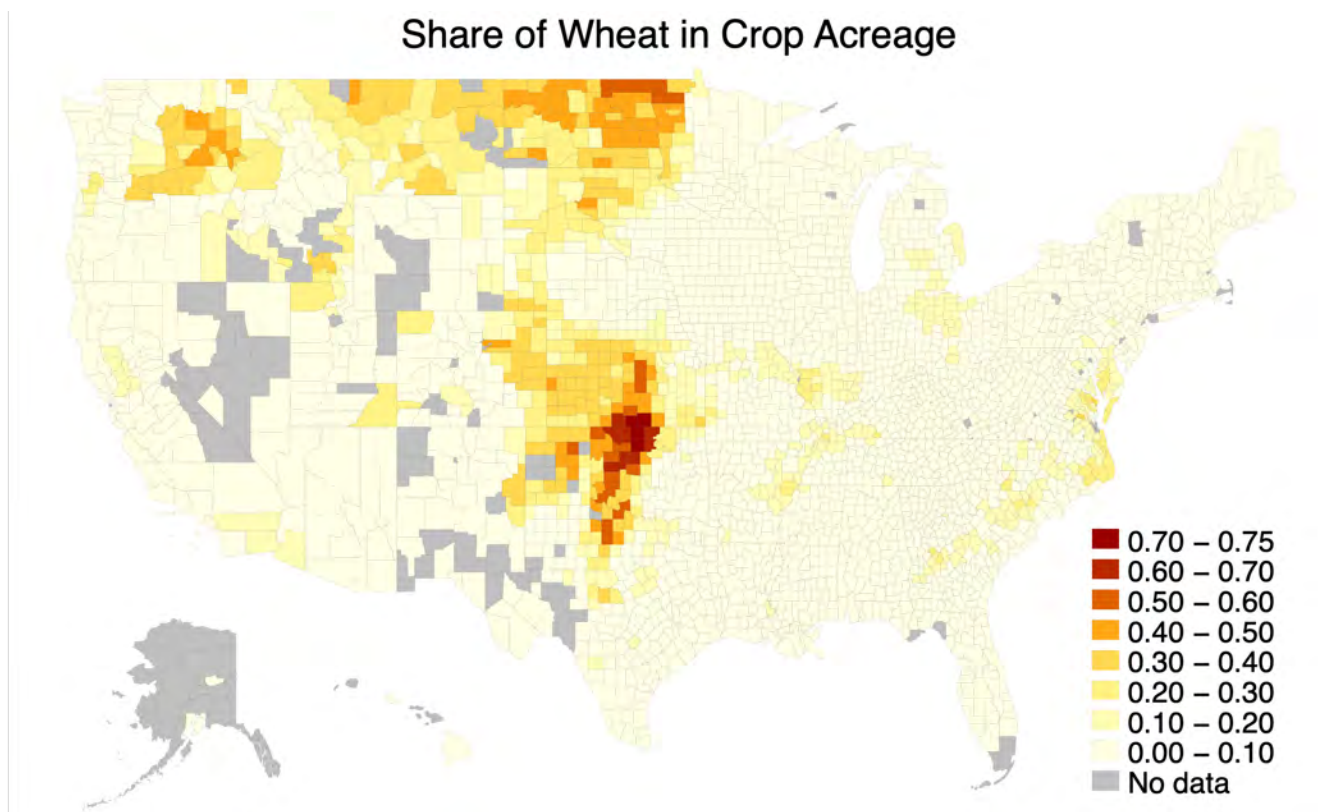 Share of Wheat in Crop Acreage
0.70 – 0.75
0.60 – 0.70
0.50 – 0.60
0.40 – 0.50
0.30 – 0.40
0.20 – 0.30
0.10 – 0.20
0.00 – 0.10
No data